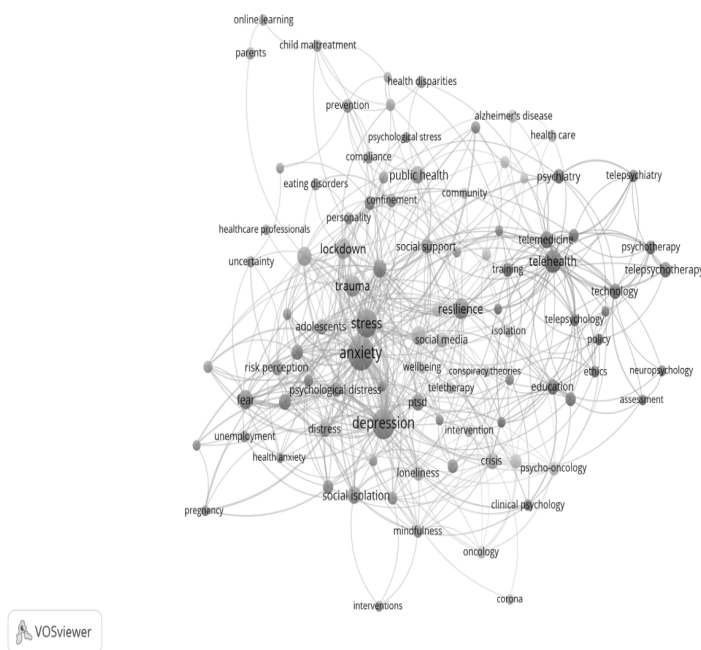 online learning
parents
child maltreatment
health disparities
prevention
alzheimer's disease
psychological stress
health care
compliance
public health
psychiatry
telepsychiatry
eating disorders
confinement
community
personality
healthcare professionals
lockdown
social support
telemedicine
psychotherapy
uncertainty
telehealth
training
telepsychotherapy
trauma
technology
resilience
stress
adolescents
isolation
telepsychology
social media
policy
anxiety
risk perception
wellbeing
conspiracy theories
ethics
neuropsychology
psychological distress
teletherapy
education
fear
ptsd
assessment
depression
distress
intervention
unemployment
health anxiety
crisis
loneliness
psycho-oncology
social isolation
clinical psychology
pregnancy
mindfulness
oncology
interventions
corona
VOSviewer